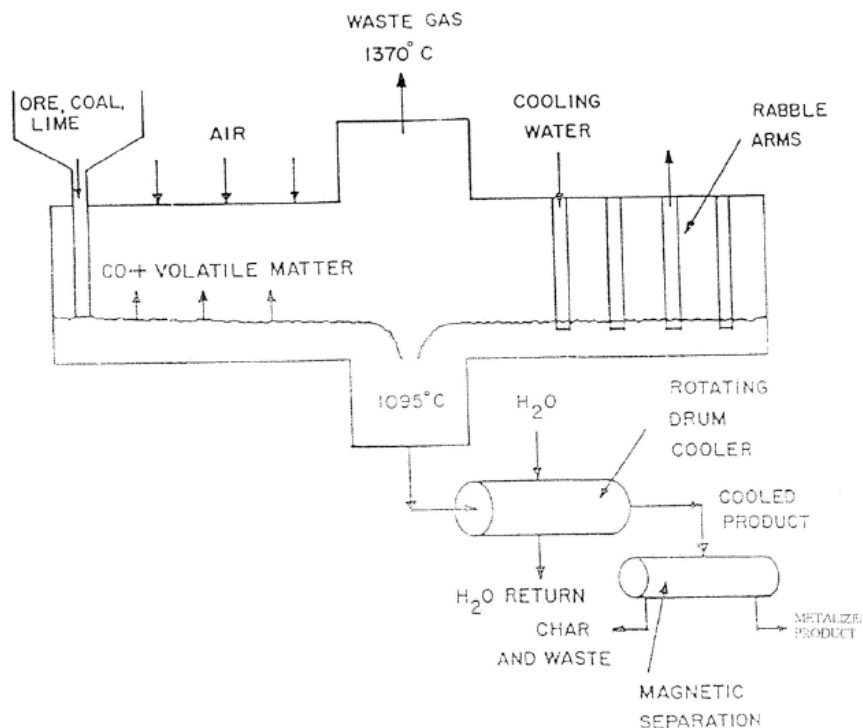 WASTE GAS
1370° C
ORE, COAL,
LIME
AIR
COOLING
WATER
RABBLE
ARMS
CO + VOLATILE MATTER
1095°C
H₂O
ROTATING
DRUM
COOLER
COOLED
PRODUCT
H₂O RETURN
CHAR
AND WASTE
METALIZED
PRODUCT
MAGNETIC
SEPARATION